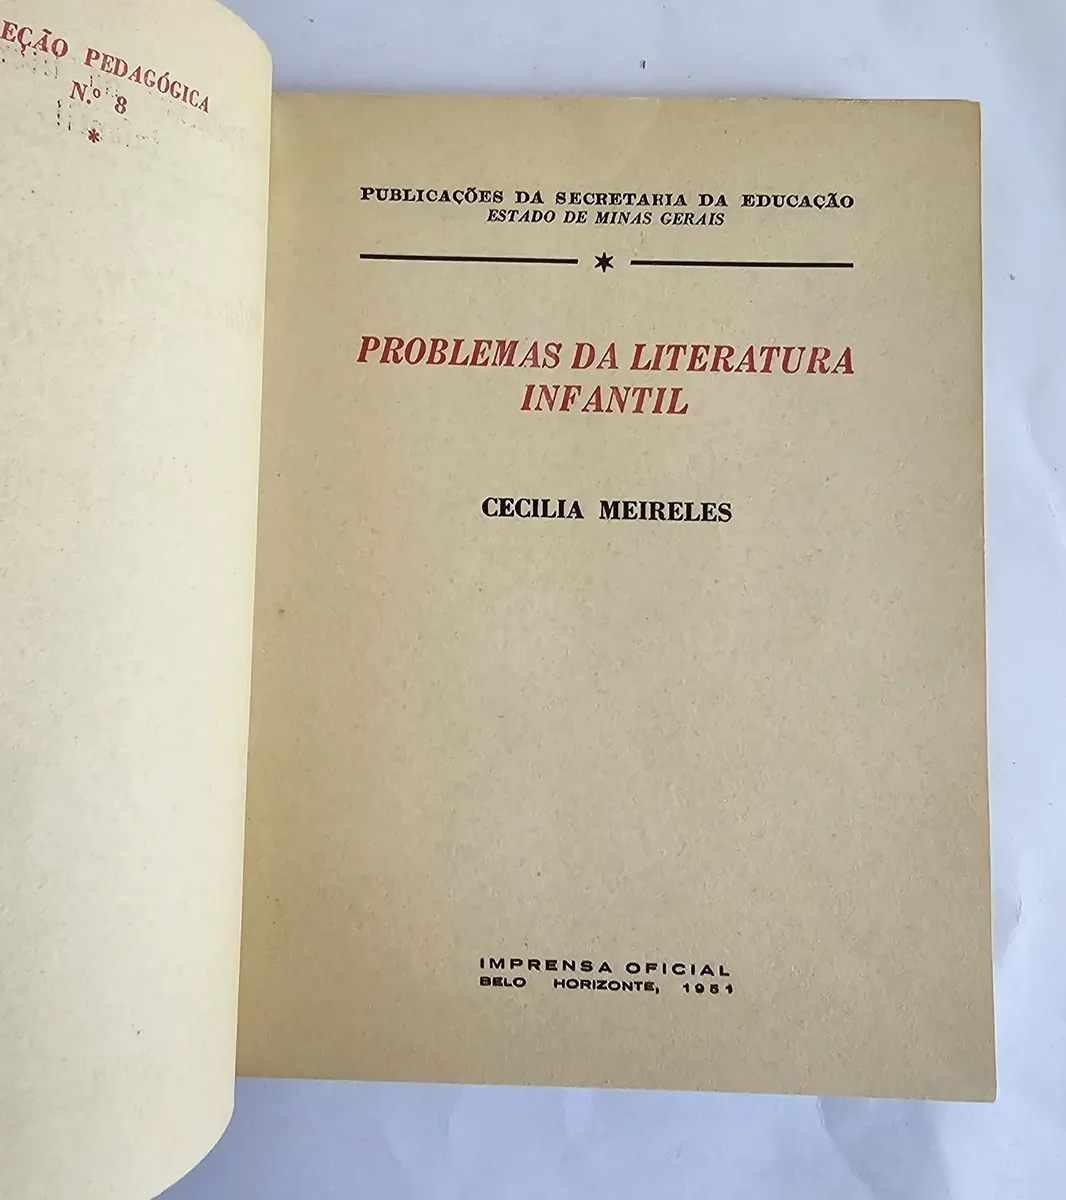 EÇÃO PEDAGÓGICA
N.º 8
*
PUBLICAÇÕES DA SECRETARIA DA EDUCAÇÃO
ESTADO DE MINAS GERAIS
PROBLEMAS DA LITERATURA
INFANTIL
CECILIA MEIRELES
IMPRENSA OFICIAL
BELO HORIZONTE, 1951